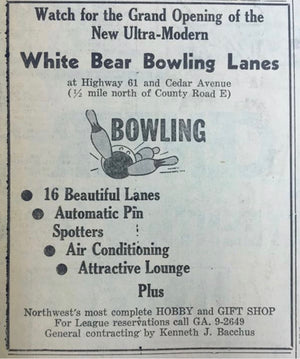 Watch for the Grand Opening of the
New Ultra-Modern
White Bear Bowling Lanes
at Highway 61 and Cedar Avenue
(½ mile north of County Road E)
BOWLING
● 16 Beautiful Lanes
● Automatic Pin
Spotters
● Air Conditioning
● Attractive Lounge
Plus
Northwest's most complete HOBBY and GIFT SHOP
For League reservations call GA. 9-2649
General contracting by Kenneth J. Bacchus